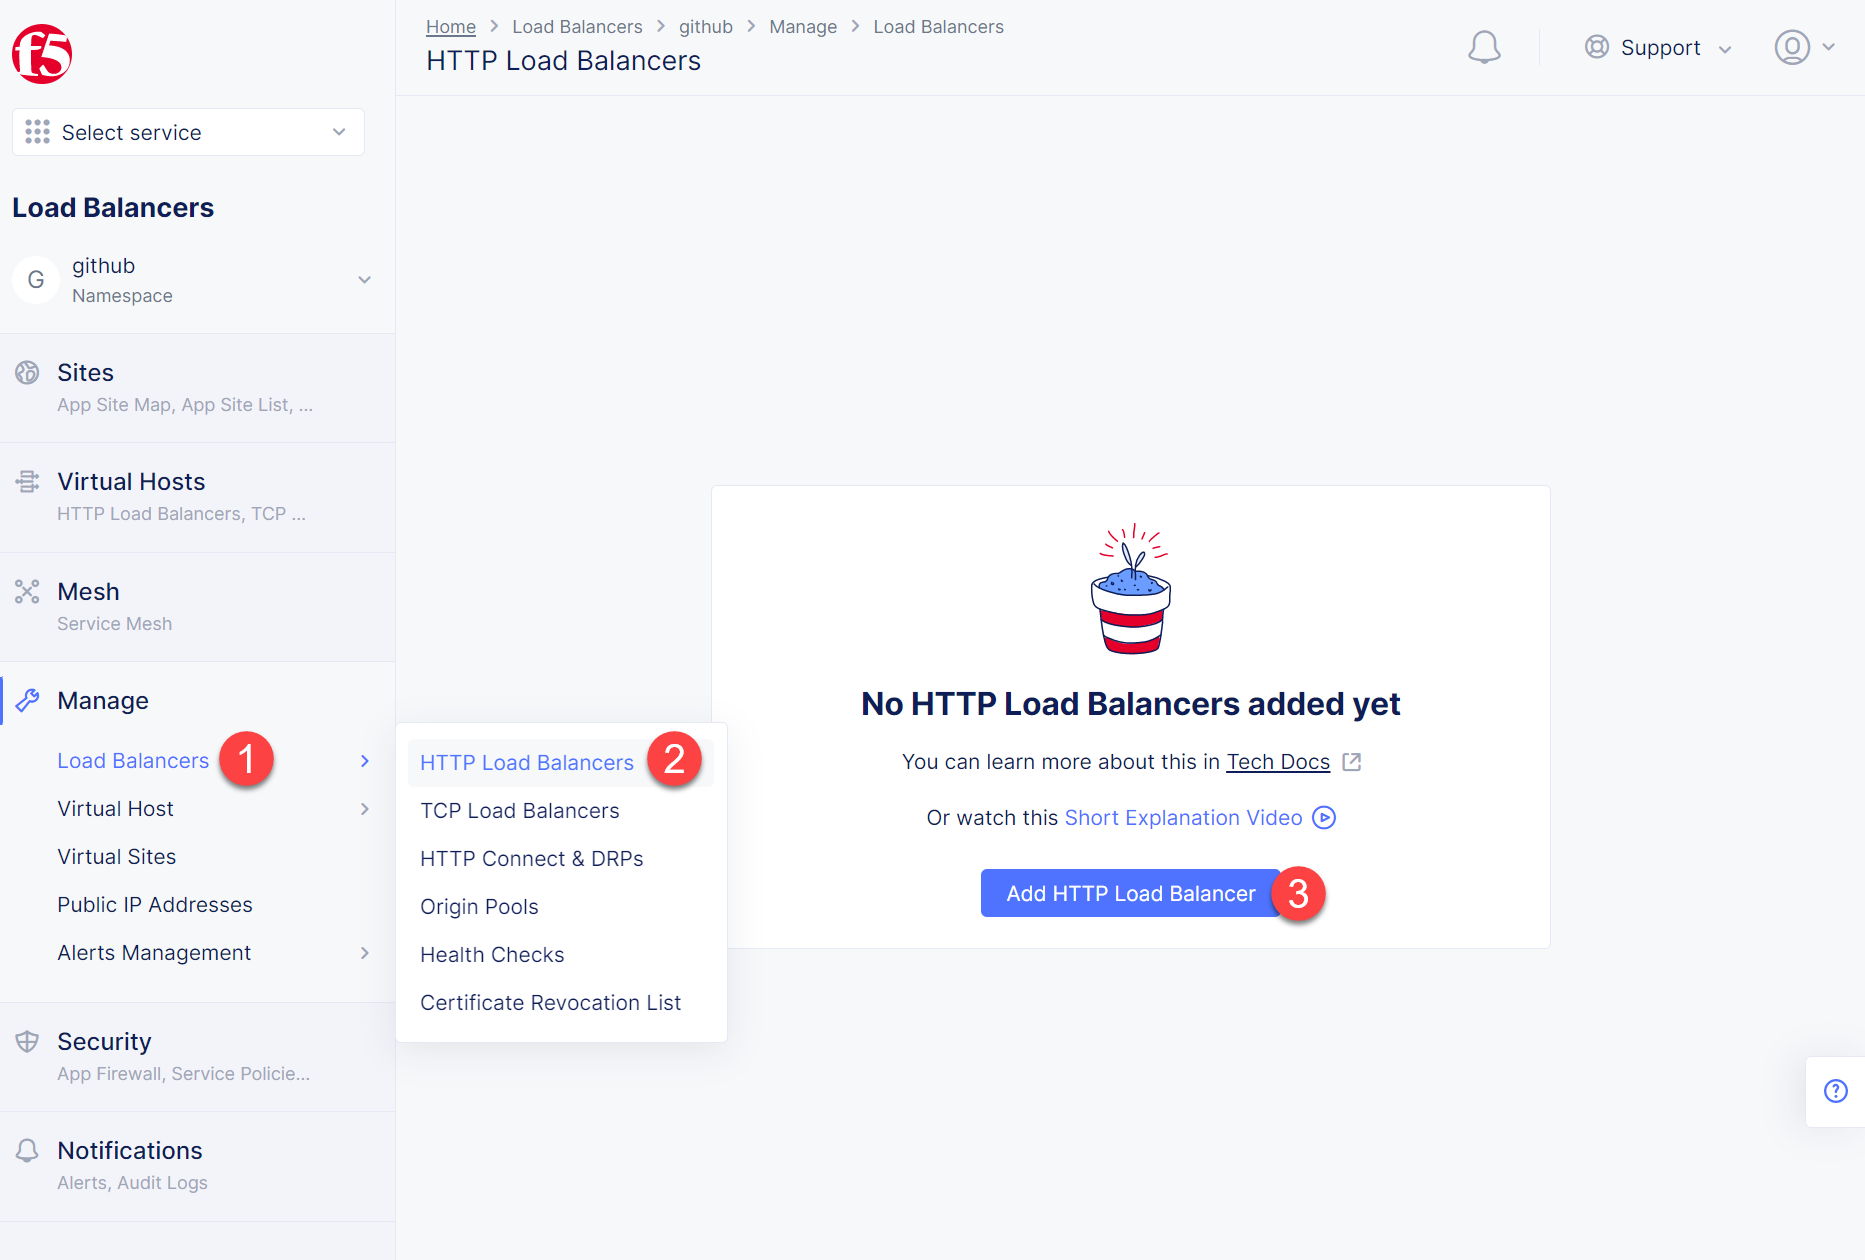 f5
Select service
Load Balancers
G
github
Namespace
Sites
App Site Map, App Site List, ...
Virtual Hosts
HTTP Load Balancers, TCP ...
Mesh
Service Mesh
Manage
Load Balancers
1
Virtual Host
Virtual Sites
Public IP Addresses
Alerts Management
Security
App Firewall, Service Policie...
Notifications
Alerts, Audit Logs
Home > Load Balancers > github > Manage > Load Balancers
HTTP Load Balancers
Support
HTTP Load Balancers
2
TCP Load Balancers
HTTP Connect & DRPs
Origin Pools
Health Checks
Certificate Revocation List
No HTTP Load Balancers added yet
You can learn more about this in Tech Docs
Or watch this Short Explanation Video
Add HTTP Load Balancer
3
?